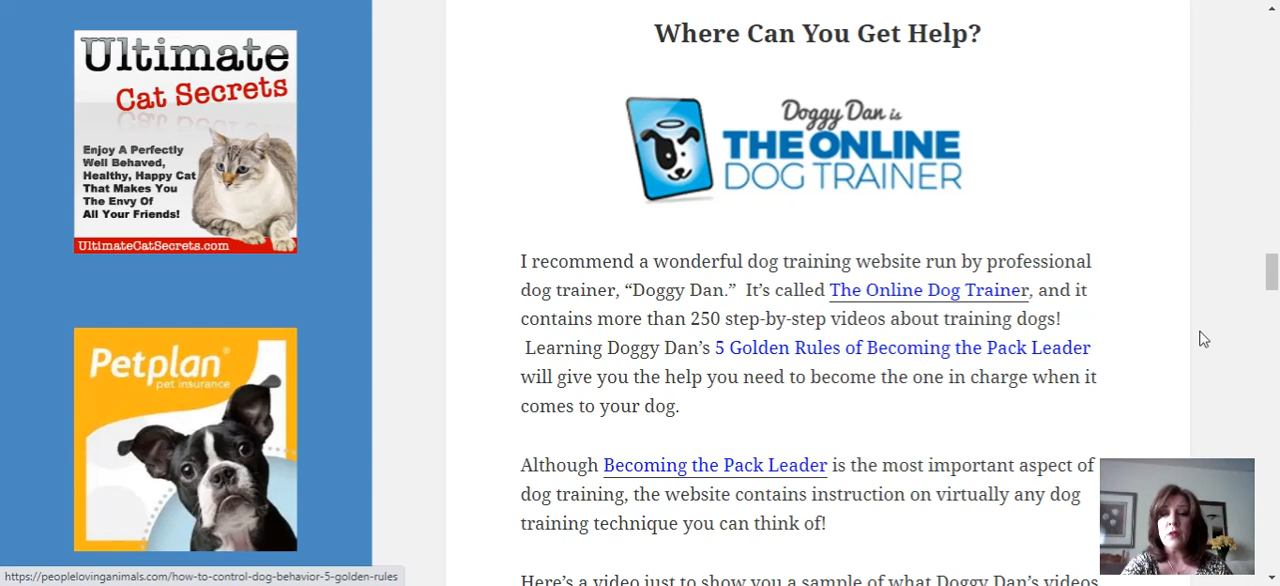 Ultimate
Cat Secrets
Enjoy A Perfectly
Well Behaved,
Healthy, Happy Cat
That Makes You
The Envy Of
All Your Friends!
UltimateCatSecrets.com
Petplan®
pet insurance
Where Can You Get Help?
Doggy Dan is
THE ONLINE
DOG TRAINER
I recommend a wonderful dog training website run by professional
dog trainer, “Doggy Dan.”  It’s called The Online Dog Trainer, and it
contains more than 250 step-by-step videos about training dogs!
Learning Doggy Dan’s 5 Golden Rules of Becoming the Pack Leader
will give you the help you need to become the one in charge when it
comes to your dog.
Although Becoming the Pack Leader is the most important aspect of
dog training, the website contains instruction on virtually any dog
training technique you can think of!
Here’s a video just to show you a sample of what Doggy Dan’s videos
https://peoplelovinganimals.com/how-to-control-dog-behavior-5-golden-rules